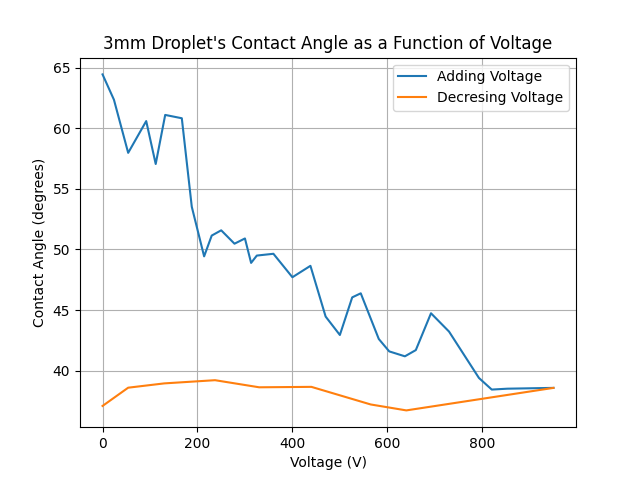 3mm Droplet's Contact Angle as a Function of Voltage
Adding Voltage
Decresing Voltage
65
60
55
50
45
40
Contact Angle (degrees)
0
200
400
600
800
Voltage (V)